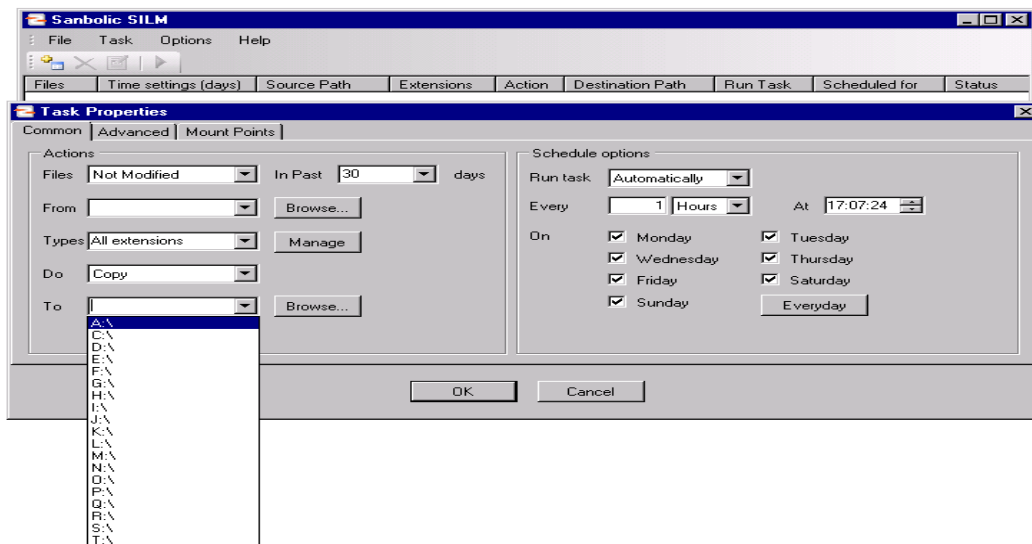 Sanbolic SILM
File Task Options Help
Files Time settings (days) Source Path Extensions Action Destination Path Run Task Scheduled for Status
Task Properties
Common Advanced Mount Points
Actions
Files Not Modified In Past 30 days
From Browse...
Types All extensions Manage
Do Copy
To Browse...
A:\
C:\
D:\
E:\
F:\
G:\
H:\
I:\
J:\
K:\
L:\
M:\
N:\
O:\
P:\
Q:\
R:\
S:\
T:\
Schedule options
Run task Automatically
Every 1 Hours At 17:07:24
On Monday Tuesday
Wednesday Thursday
Friday Saturday
Sunday Everyday
OK Cancel